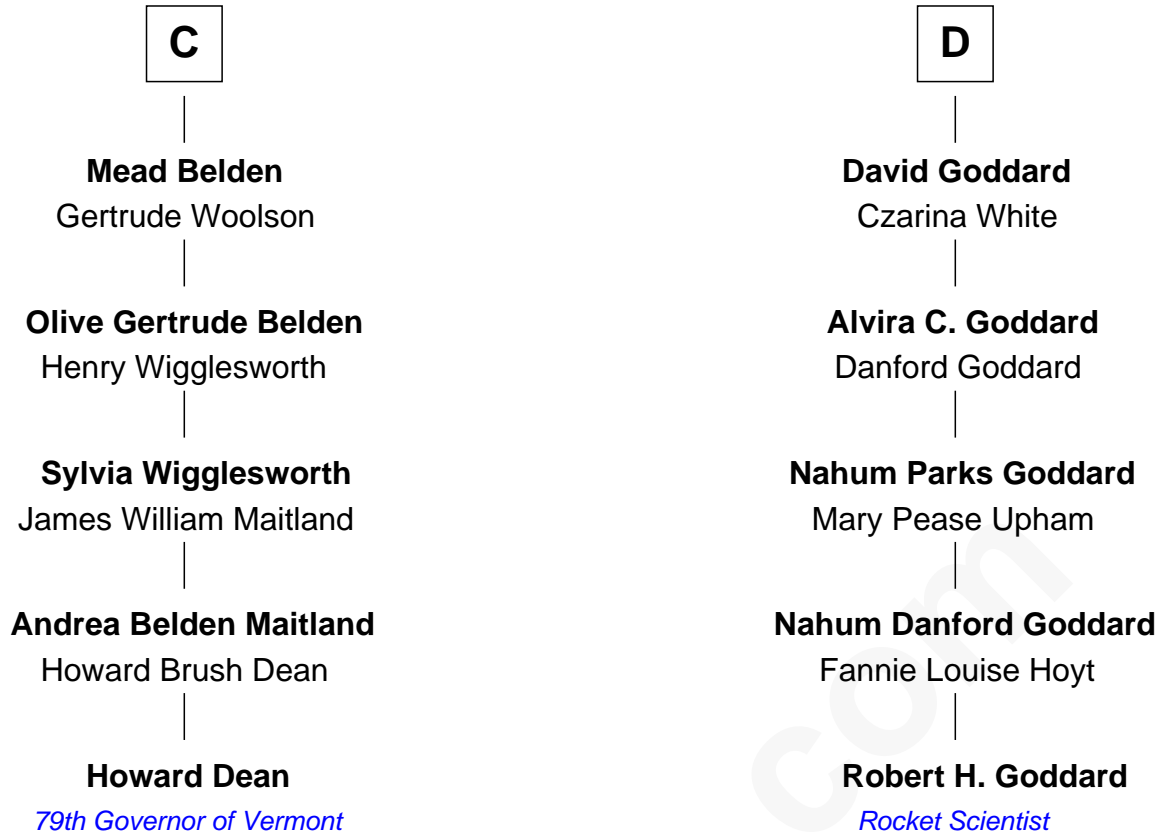 C
Mead Belden
Gertrude Woolson
Olive Gertrude Belden
Henry Wigglesworth
Sylvia Wigglesworth
James William Maitland
Andrea Belden Maitland
Howard Brush Dean
Howard Dean
79th Governor of Vermont
D
David Goddard
Czarina White
Alvira C. Goddard
Danford Goddard
Nahum Parks Goddard
Mary Pease Upham
Nahum Danford Goddard
Fannie Louise Hoyt
Robert H. Goddard
Rocket Scientist
com